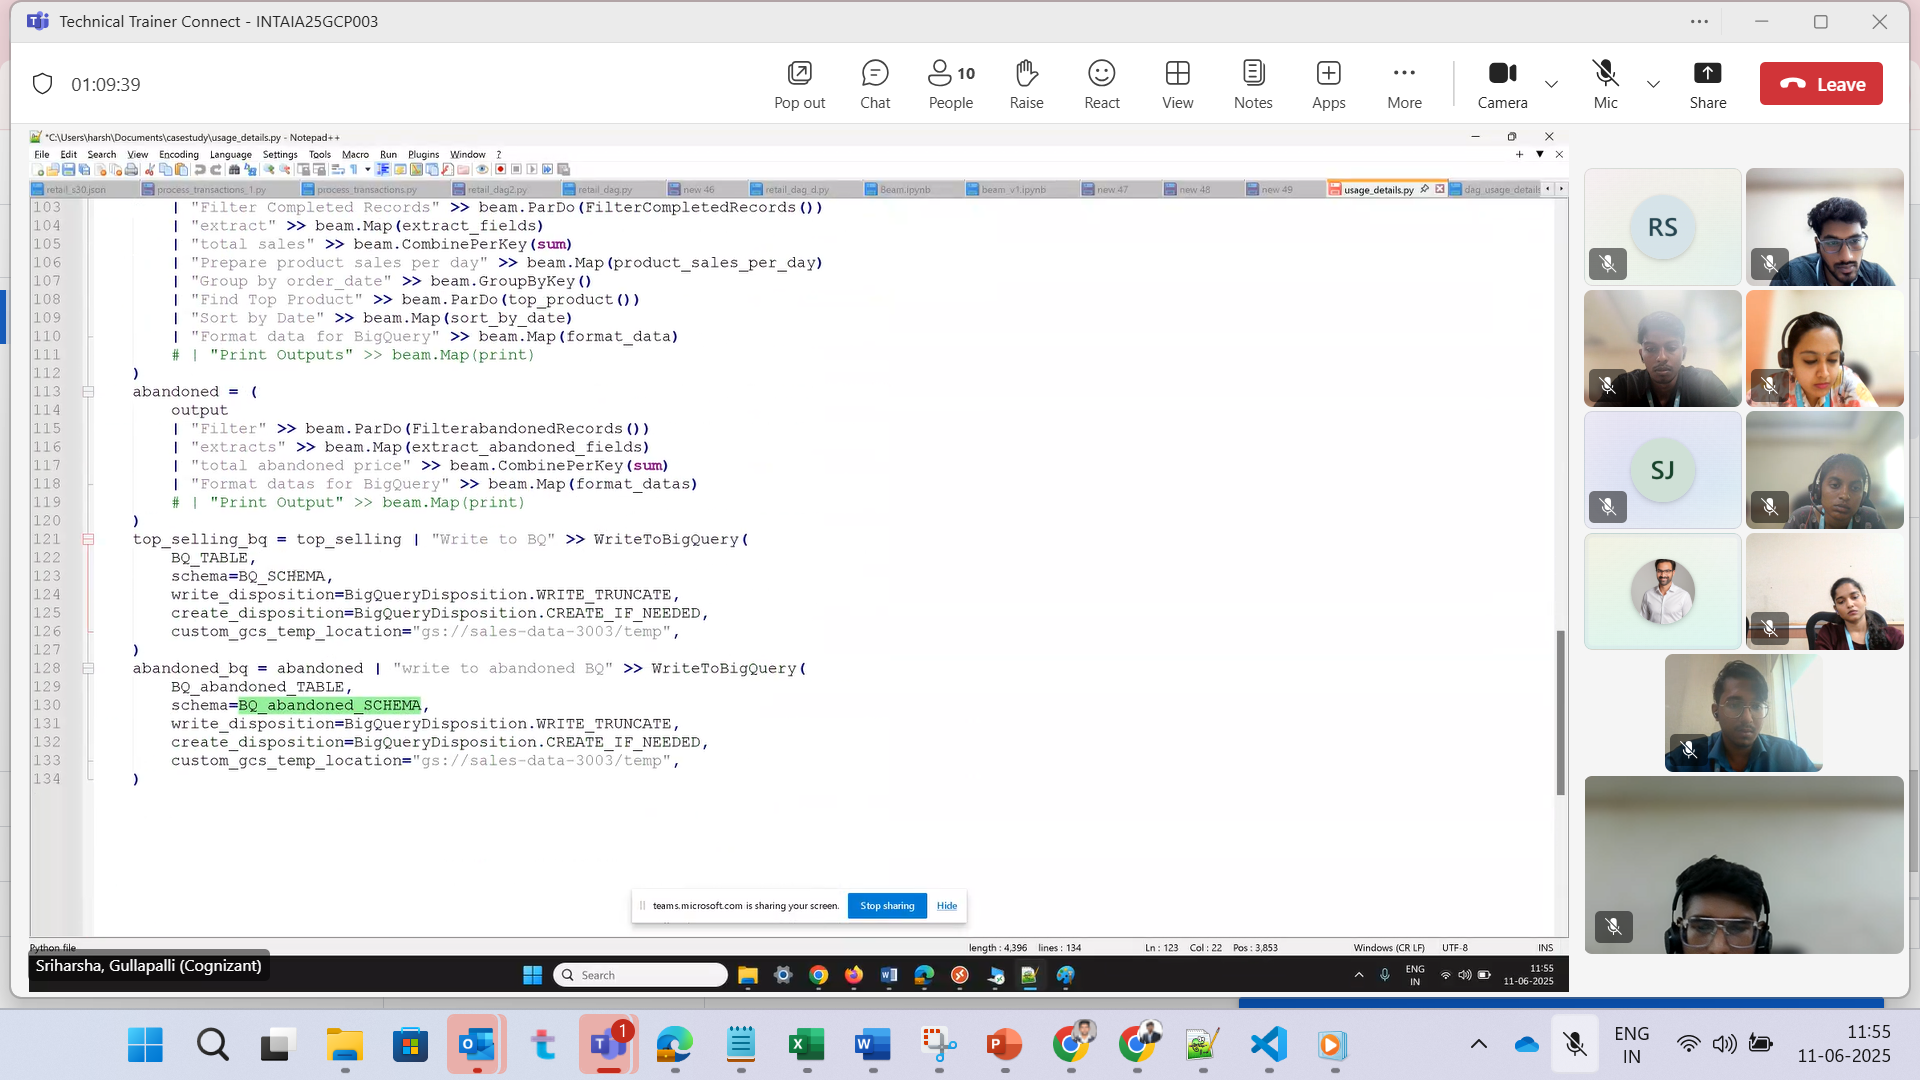 Technical Trainer Connect - INTAIA25GCP003
01:09:39
Pop out
Chat
People
10
Raise
React
View
Notes
Apps
More
Camera
Mic
Share
Leave
*C:\Users\harsh\Documents\casestudy\usage_details.py - Notepad++
File Edit Search View Encoding Language Settings Tools Macro Run Plugins Window ?
retail_s30.json process_transactions_1.py process_transactions.py retail_dag2.py retail_dag.py new 46 retail_dag_d.py Beam.ipynb beam_v1.ipynb new 47 new 48 new 49 usage_details.py dag_usage_details
103 | "Filter Completed Records" >> beam.ParDo(FilterCompletedRecords())
104 | "extract" >> beam.Map(extract_fields)
105 | "total sales" >> beam.CombinePerKey(sum)
106 | "Prepare product sales per day" >> beam.Map(product_sales_per_day)
107 | "Group by order_date" >> beam.GroupByKey()
108 | "Find Top Product" >> beam.ParDo(top_product())
109 | "Sort by Date" >> beam.Map(sort_by_date)
110 | "Format data for BigQuery" >> beam.Map(format_data)
111 # | "Print Outputs" >> beam.Map(print)
112 )
113 abandoned = (
114 output
115 | "Filter" >> beam.ParDo(FilterabandonedRecords())
116 | "extracts" >> beam.Map(extract_abandoned_fields)
117 | "total abandoned price" >> beam.CombinePerKey(sum)
118 | "Format datas for BigQuery" >> beam.Map(format_datas)
119 # | "Print Output" >> beam.Map(print)
120 )
121 top_selling_bq = top_selling | "Write to BQ" >> WriteToBigQuery(
122 BQ_TABLE,
123 schema=BQ_SCHEMA,
124 write_disposition=BigQueryDisposition.WRITE_TRUNCATE,
125 create_disposition=BigQueryDisposition.CREATE_IF_NEEDED,
126 custom_gcs_temp_location="gs://sales-data-3003/temp",
127 )
128 abandoned_bq = abandoned | "write to abandoned BQ" >> WriteToBigQuery(
129 BQ_abandoned_TABLE,
130 schema=BQ_abandoned_SCHEMA,
131 write_disposition=BigQueryDisposition.WRITE_TRUNCATE,
132 create_disposition=BigQueryDisposition.CREATE_IF_NEEDED,
133 custom_gcs_temp_location="gs://sales-data-3003/temp",
134 )
teams.microsoft.com is sharing your screen. Stop sharing Hide
Python file length : 4,396 lines : 134 Ln : 123 Col : 22 Pos : 3,853 Windows (CR LF) UTF-8 INS
Sriharsha, Gullapalli (Cognizant)
Search
ENG
IN
11:55
11-06-2025
RS
SJ
1
ENG
IN
11:55
11-06-2025